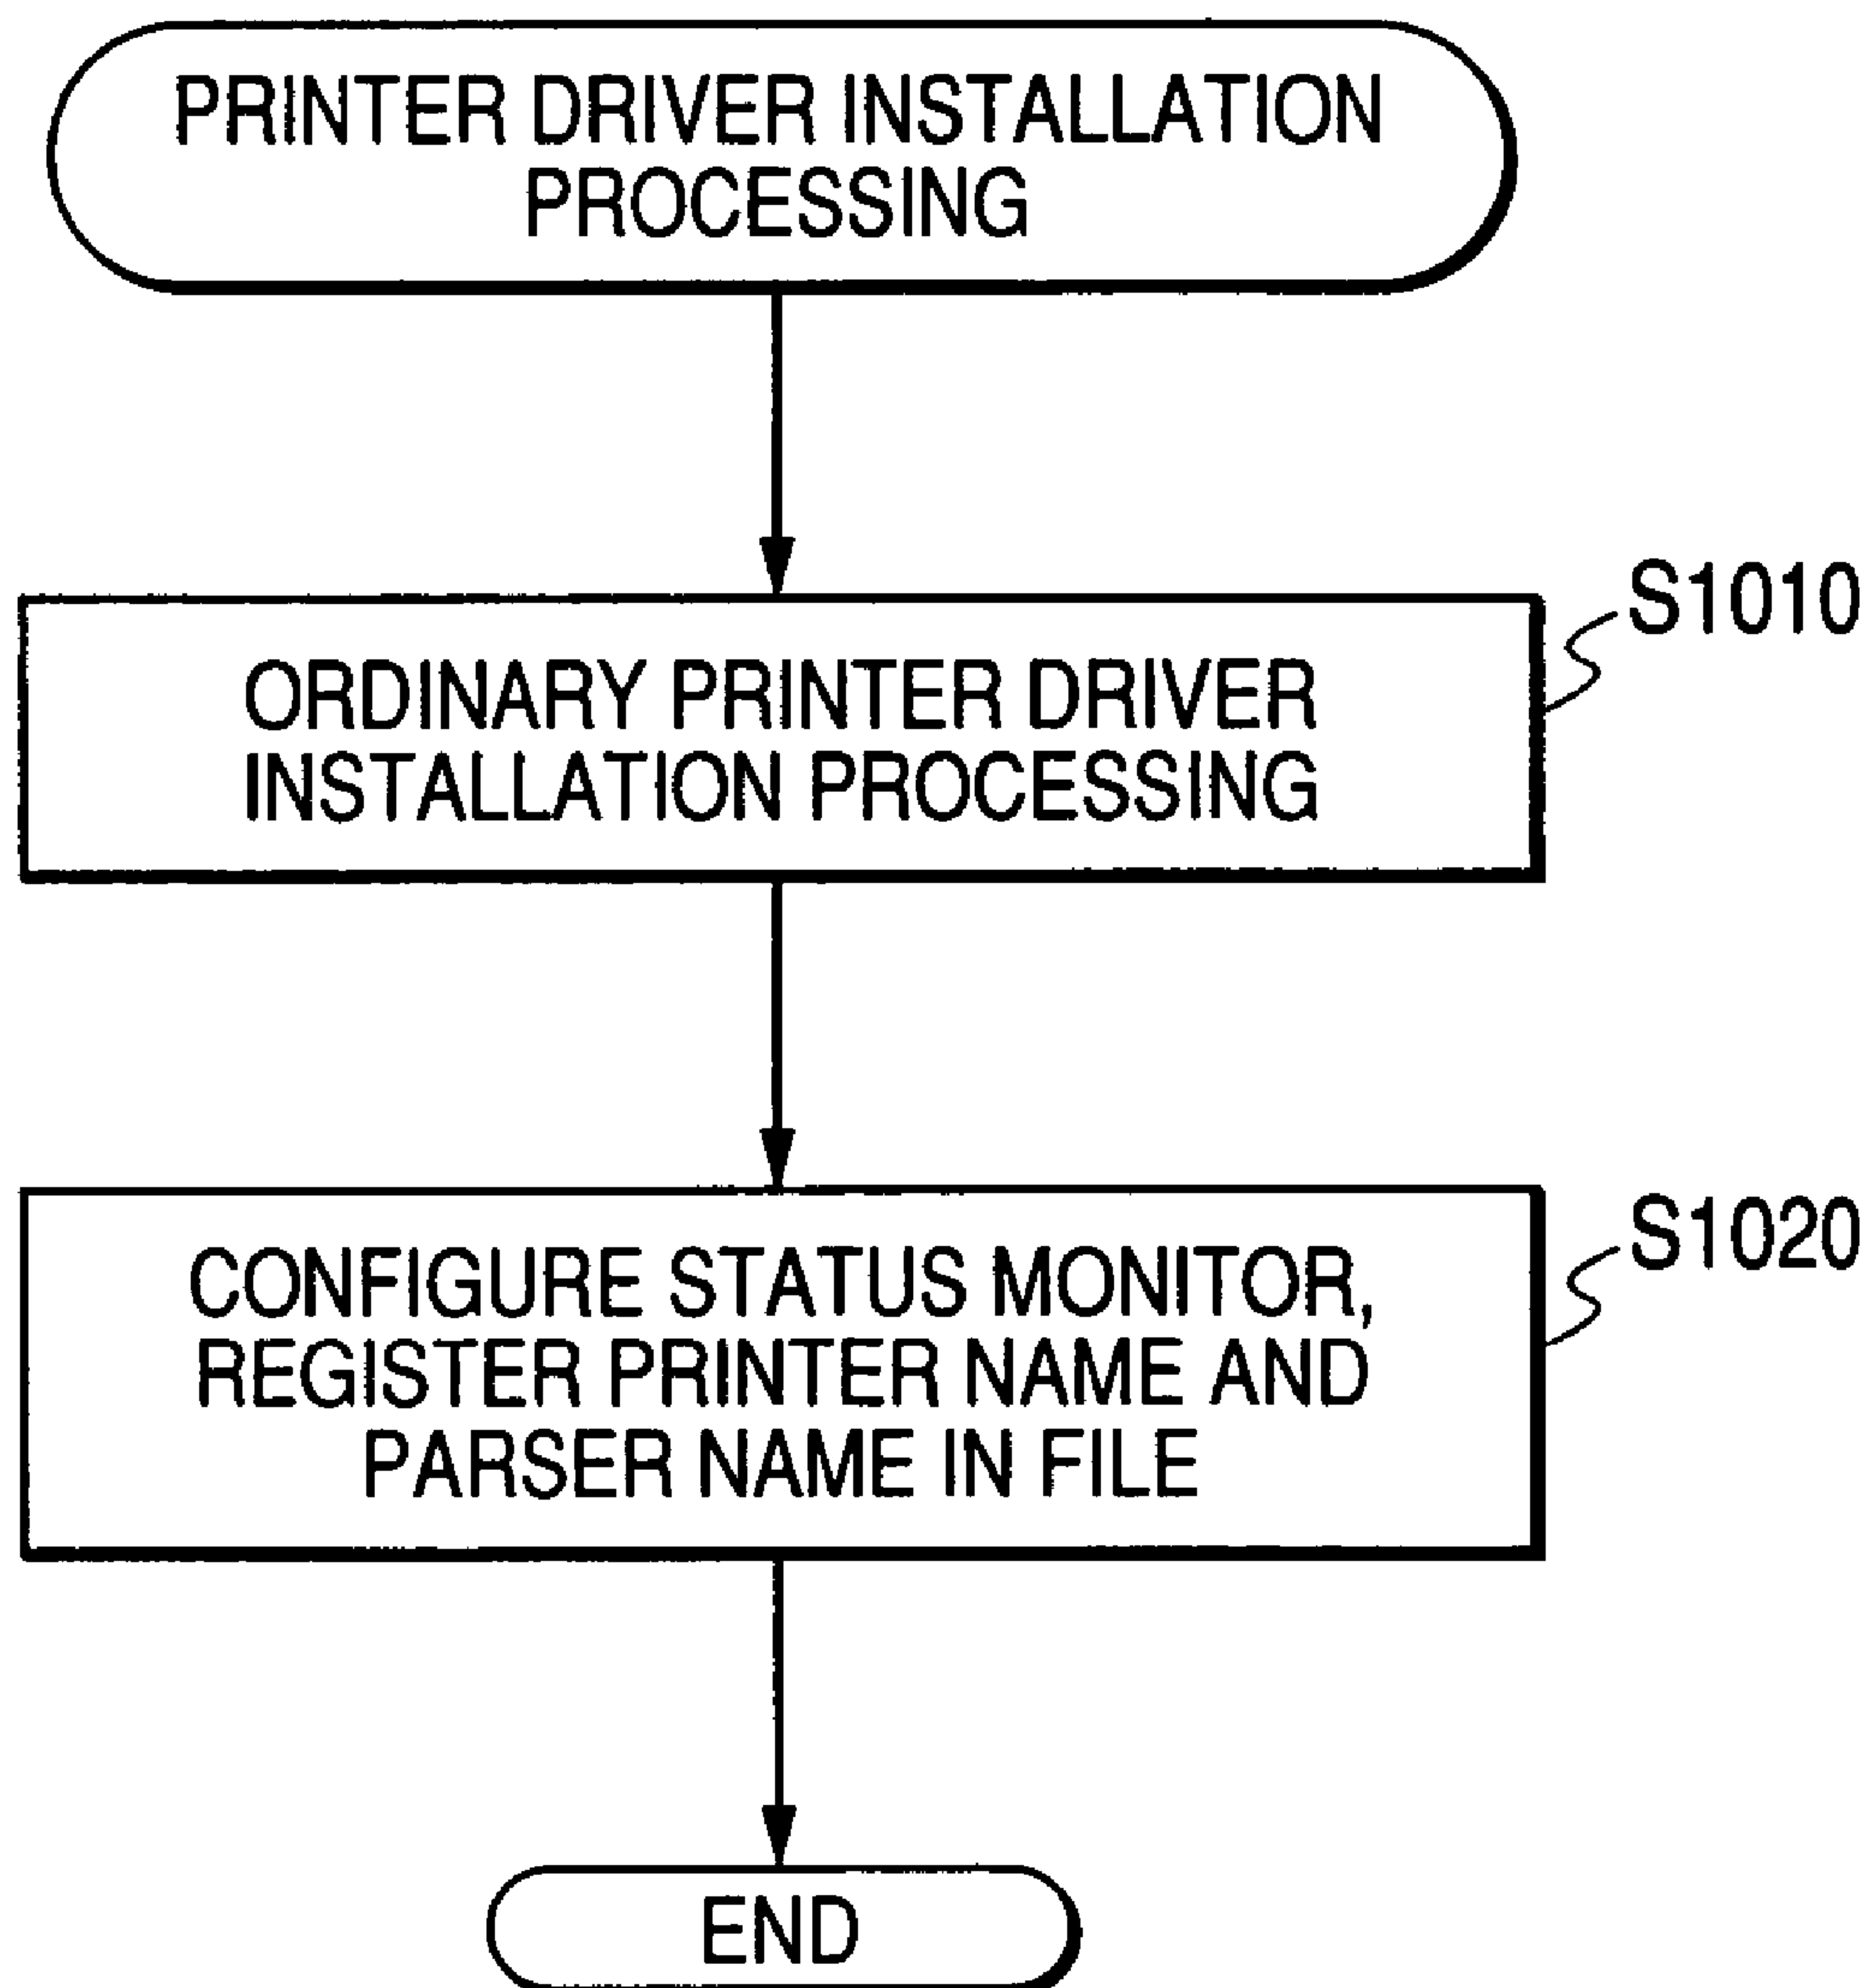 PRINTER DRIVER INSTALLATION
PROCESSING
S1010
ORDINARY PRINTER DRIVER
INSTALLATION PROCESSING
S1020
CONFIGURE STATUS MONITOR,
REGISTER PRINTER NAME AND
PARSER NAME IN FILE
END